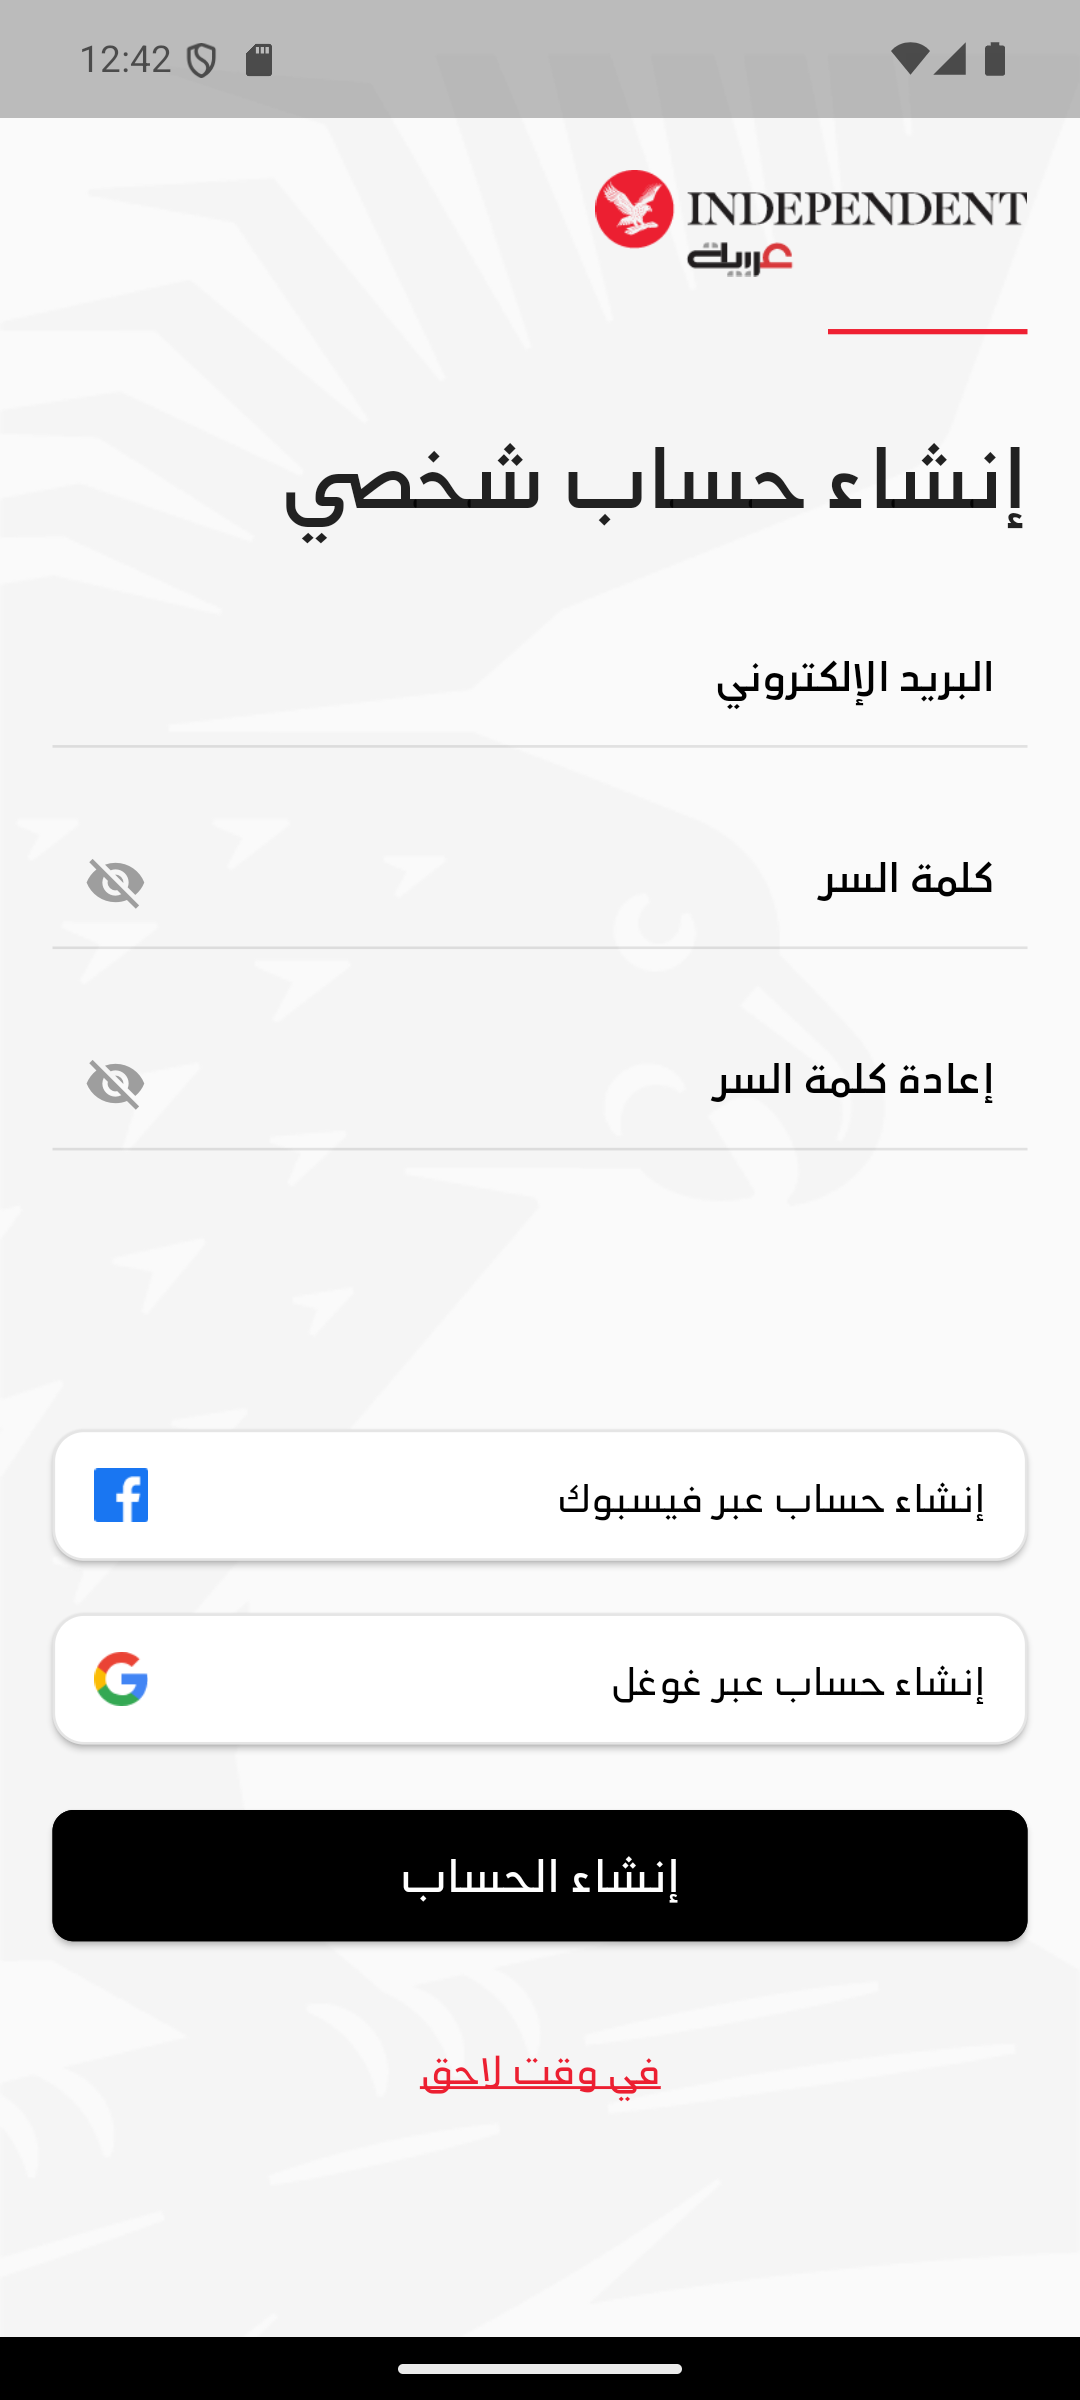 12:42
INDEPENDENT
عربية
إنشاء حساب شخصي
البريد الإلكتروني
كلمة السر
إعادة كلمة السر
إنشاء حساب عبر فيسبوك
إنشاء حساب عبر غوغل
إنشاء الحساب
في وقت لاحق